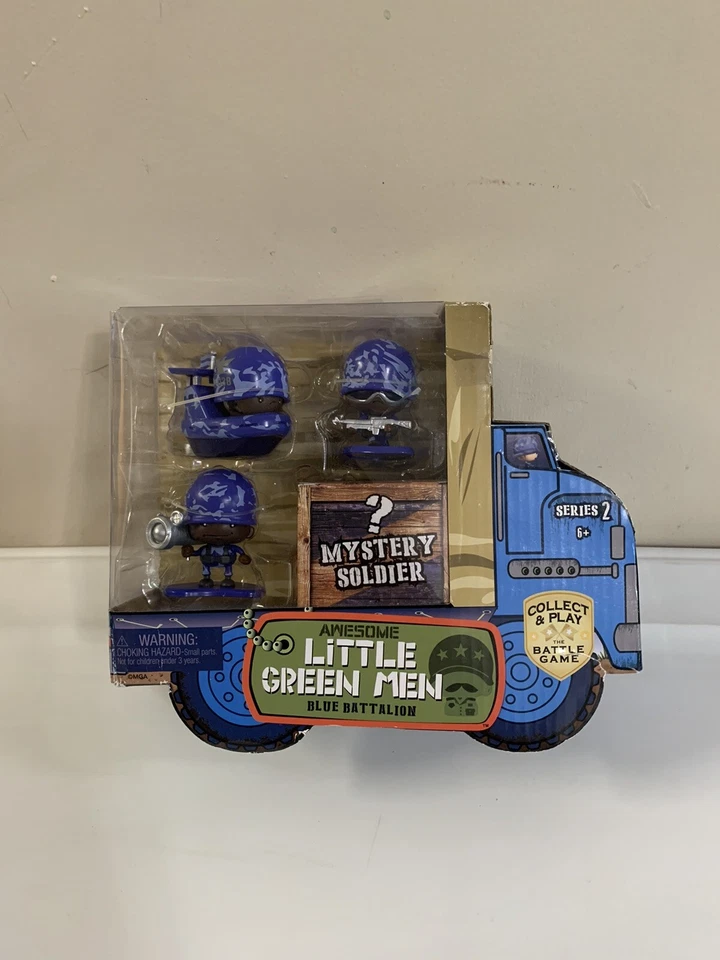 SERIES 2
6+
?
MYSTERY
SOLDIER
COLLECT
& PLAY
THE
BATTLE
GAME
WARNING:
CHOKING HAZARD-Small parts.
Not for children under 3 years.
©MGA
AWESOME
LiTTLE
GREEN MEN
BLUE BATTALION